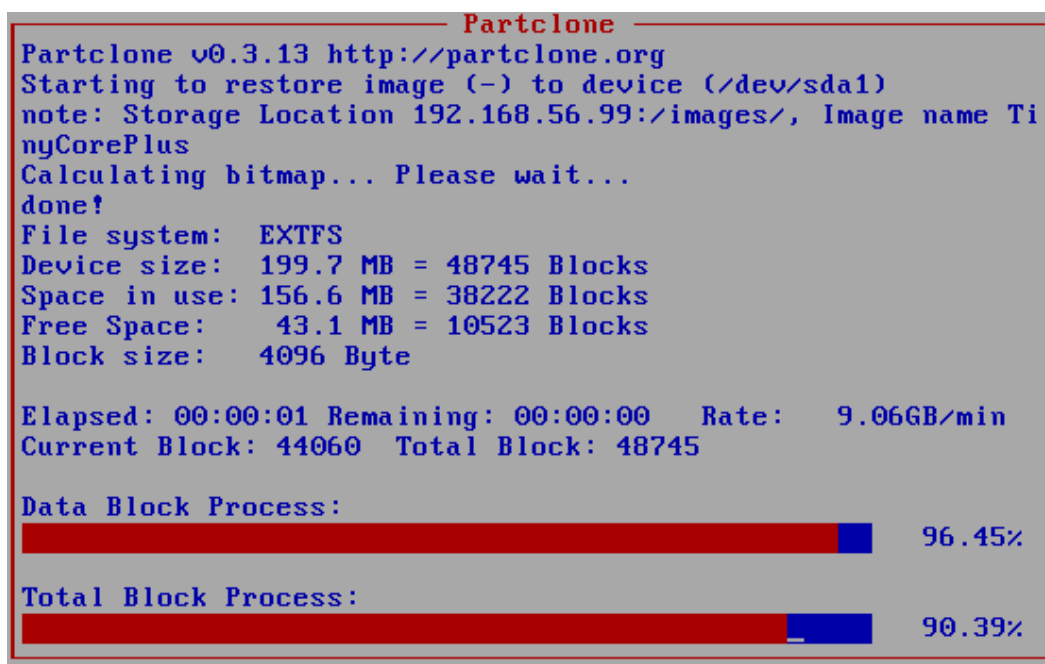 Partclone
Partclone v0.3.13 http://partclone.org
Starting to restore image (-) to device (/dev/sda1)
note: Storage Location 192.168.56.99:/images/, Image name Ti
nyCorePlus
Calculating bitmap... Please wait...
done!
File system:  EXTFS
Device size:  199.7 MB = 48745 Blocks
Space in use: 156.6 MB = 38222 Blocks
Free Space:    43.1 MB = 10523 Blocks
Block size:   4096 Byte
Elapsed: 00:00:01 Remaining: 00:00:00   Rate:   9.06GB/min
Current Block: 44060  Total Block: 48745
Data Block Process:
96.45%
Total Block Process:
90.39%